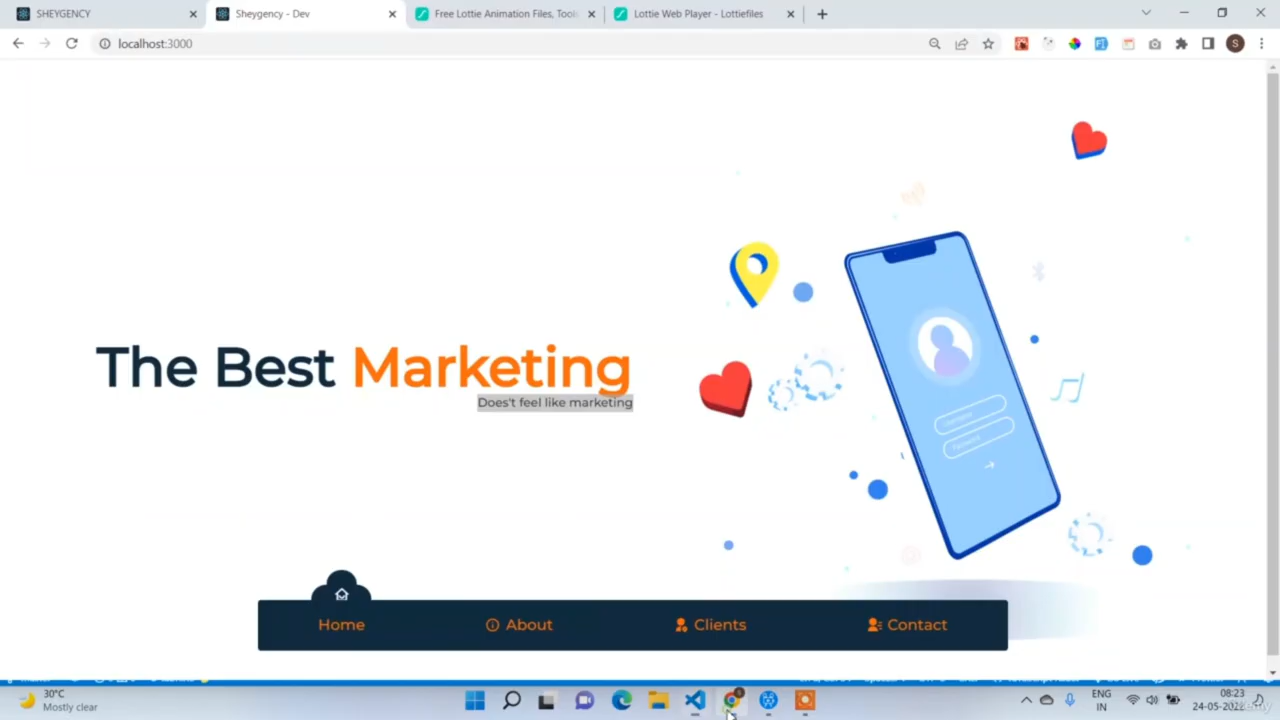 SHEYGENCY
Sheygency - Dev
Free Lottie Animation Files, Tools
Lottie Web Player - Lottiefiles
localhost:3000
S
The Best Marketing
Does't feel like marketing
Home
About
Clients
Contact
30°C
Mostly clear
ENG
IN
08:23
24-05-2022